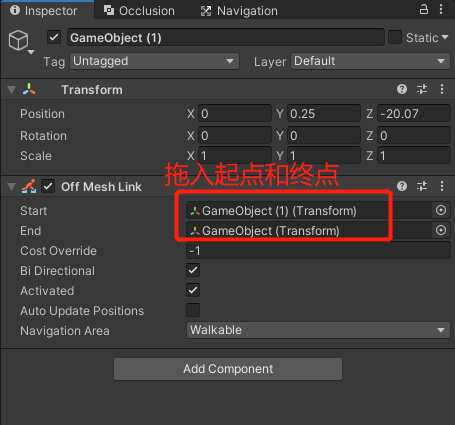 Inspector Occlusion Navigation
GameObject (1) Static
Tag Untagged Layer Default
Transform
Position X 0 Y 0.25 Z -20.07
Rotation X 0 Y 0 Z 0
Scale X 1 Y 1 Z 1
拖入起点和终点
Off Mesh Link
Start GameObject (1) (Transform)
End GameObject (Transform)
Cost Override -1
Bi Directional
Activated
Auto Update Positions
Navigation Area Walkable
Add Component